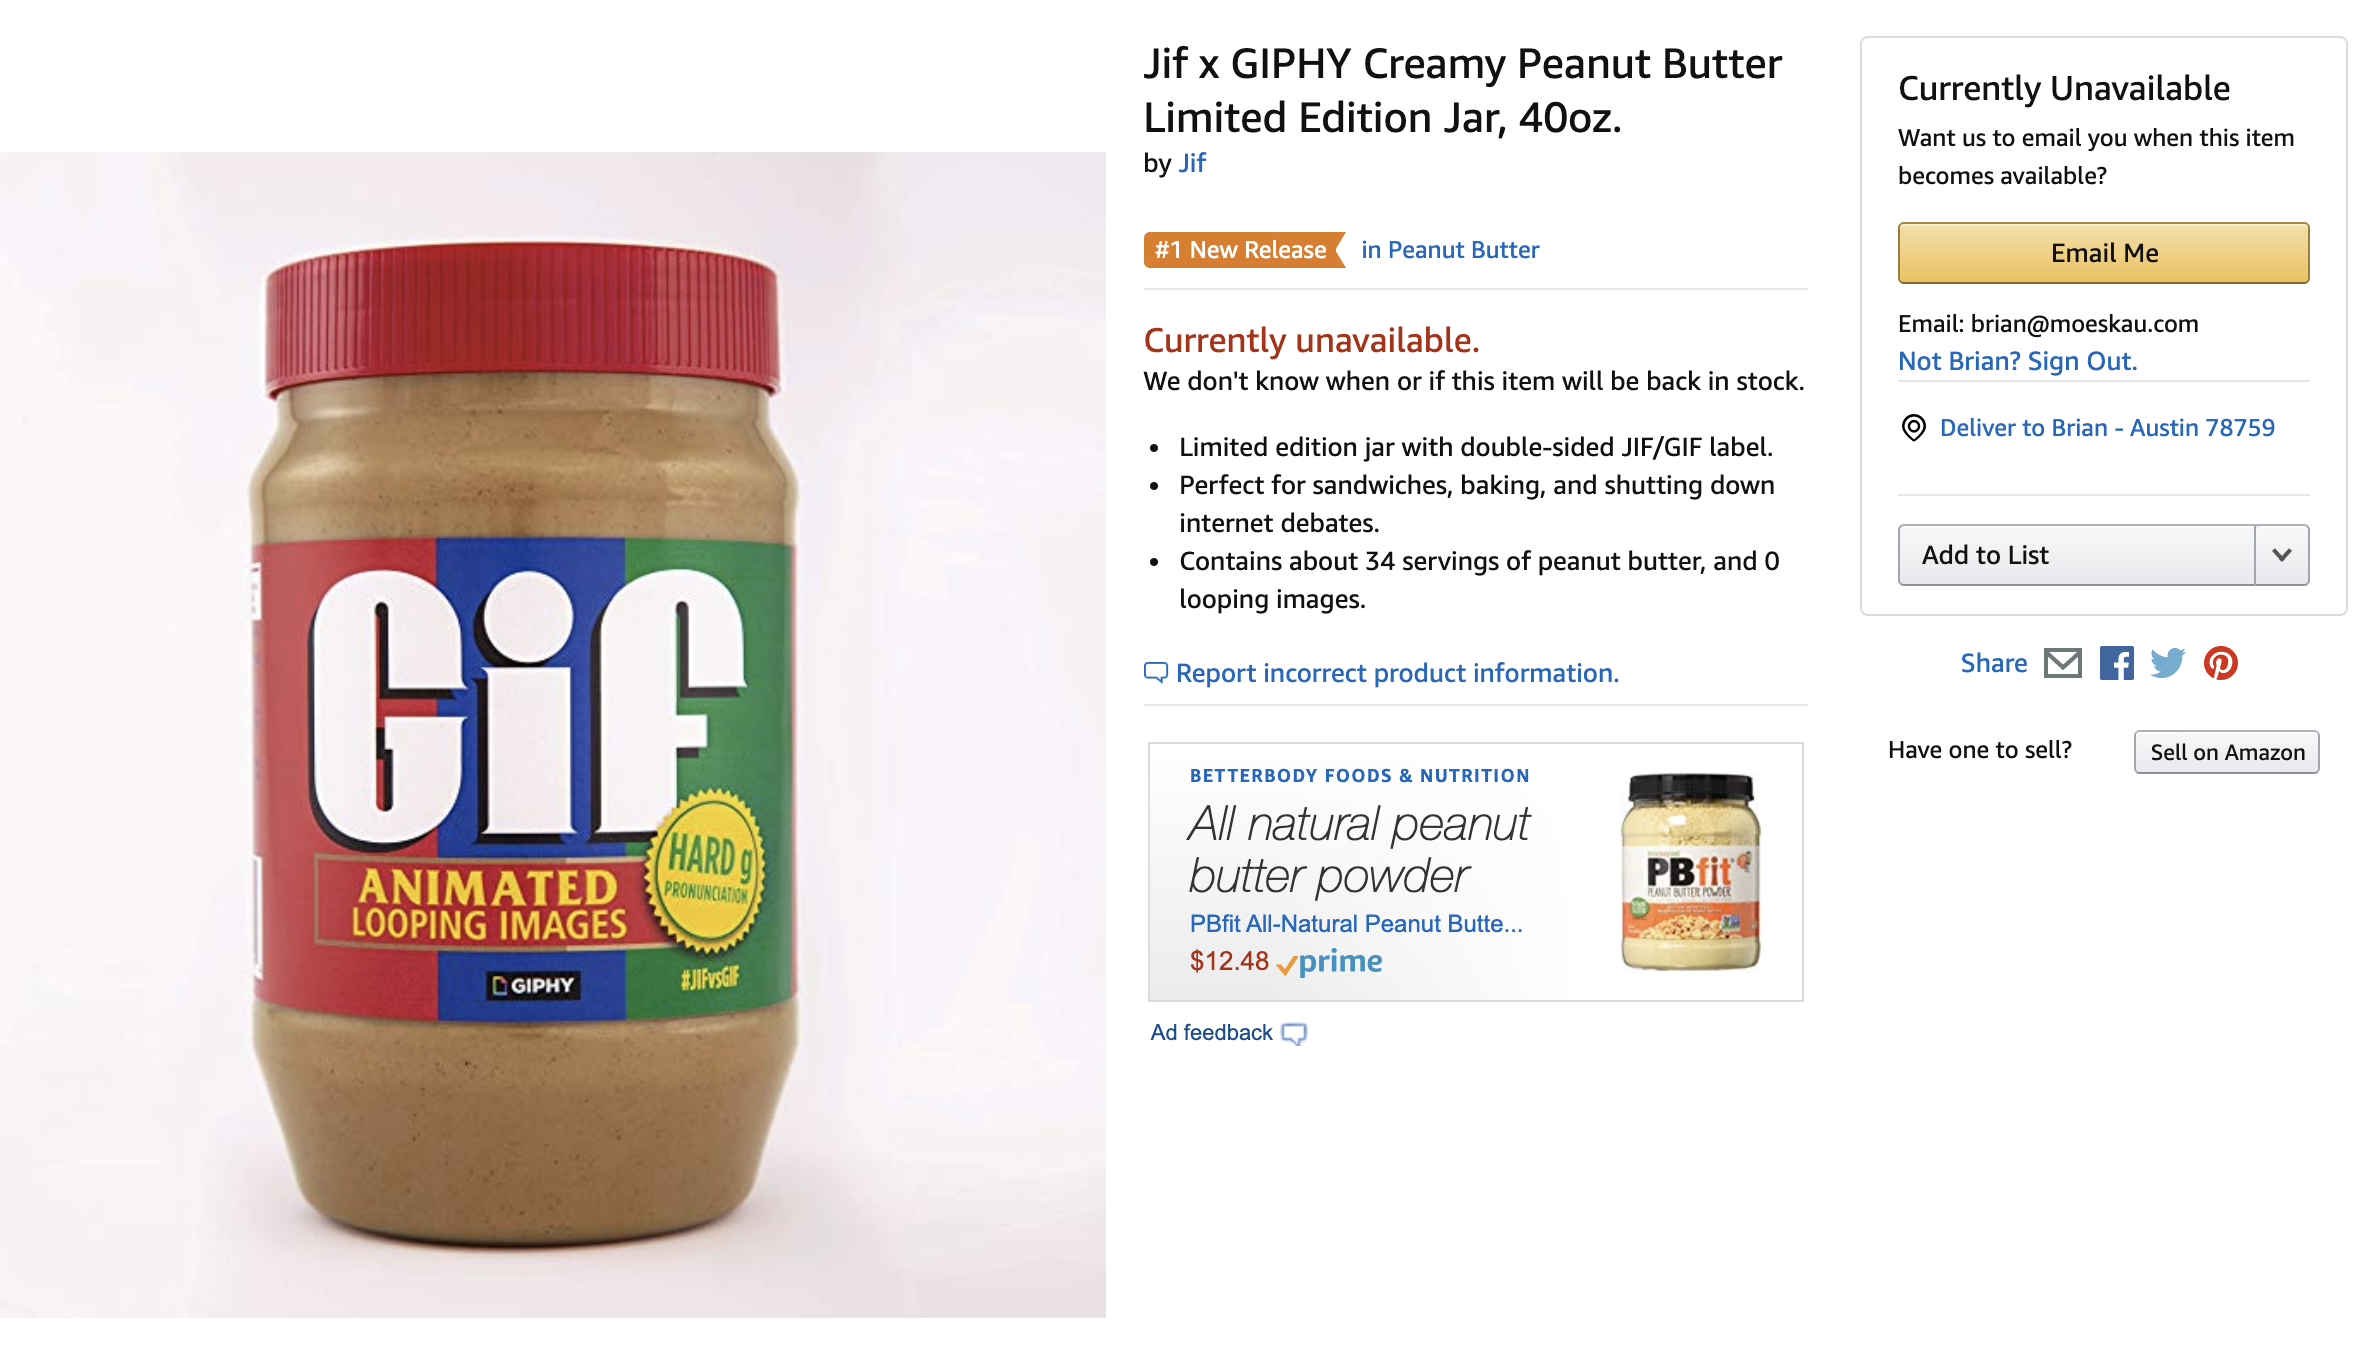 Jif x GIPHY Creamy Peanut Butter
Limited Edition Jar, 40oz.
by Jif
#1 New Release in Peanut Butter
Currently unavailable.
We don't know when or if this item will be back in stock.
• Limited edition jar with double-sided JIF/GIF label.
• Perfect for sandwiches, baking, and shutting down
internet debates.
• Contains about 34 servings of peanut butter, and 0
looping images.
Report incorrect product information.
BETTERBODY FOODS & NUTRITION
All natural peanut
butter powder
PBfit All-Natural Peanut Butte...
$12.48 prime
PBfit
PEANUT BUTTER POWDER
Ad feedback
Gif
HARD g
PRONUNCIATION
ANIMATED
LOOPING IMAGES
GIPHY
#JIFvsGIF
Currently Unavailable
Want us to email you when this item
becomes available?
Email Me
Email: brian@moeskau.com
Not Brian? Sign Out.
Deliver to Brian - Austin 78759
Add to List
Share
Have one to sell?
Sell on Amazon